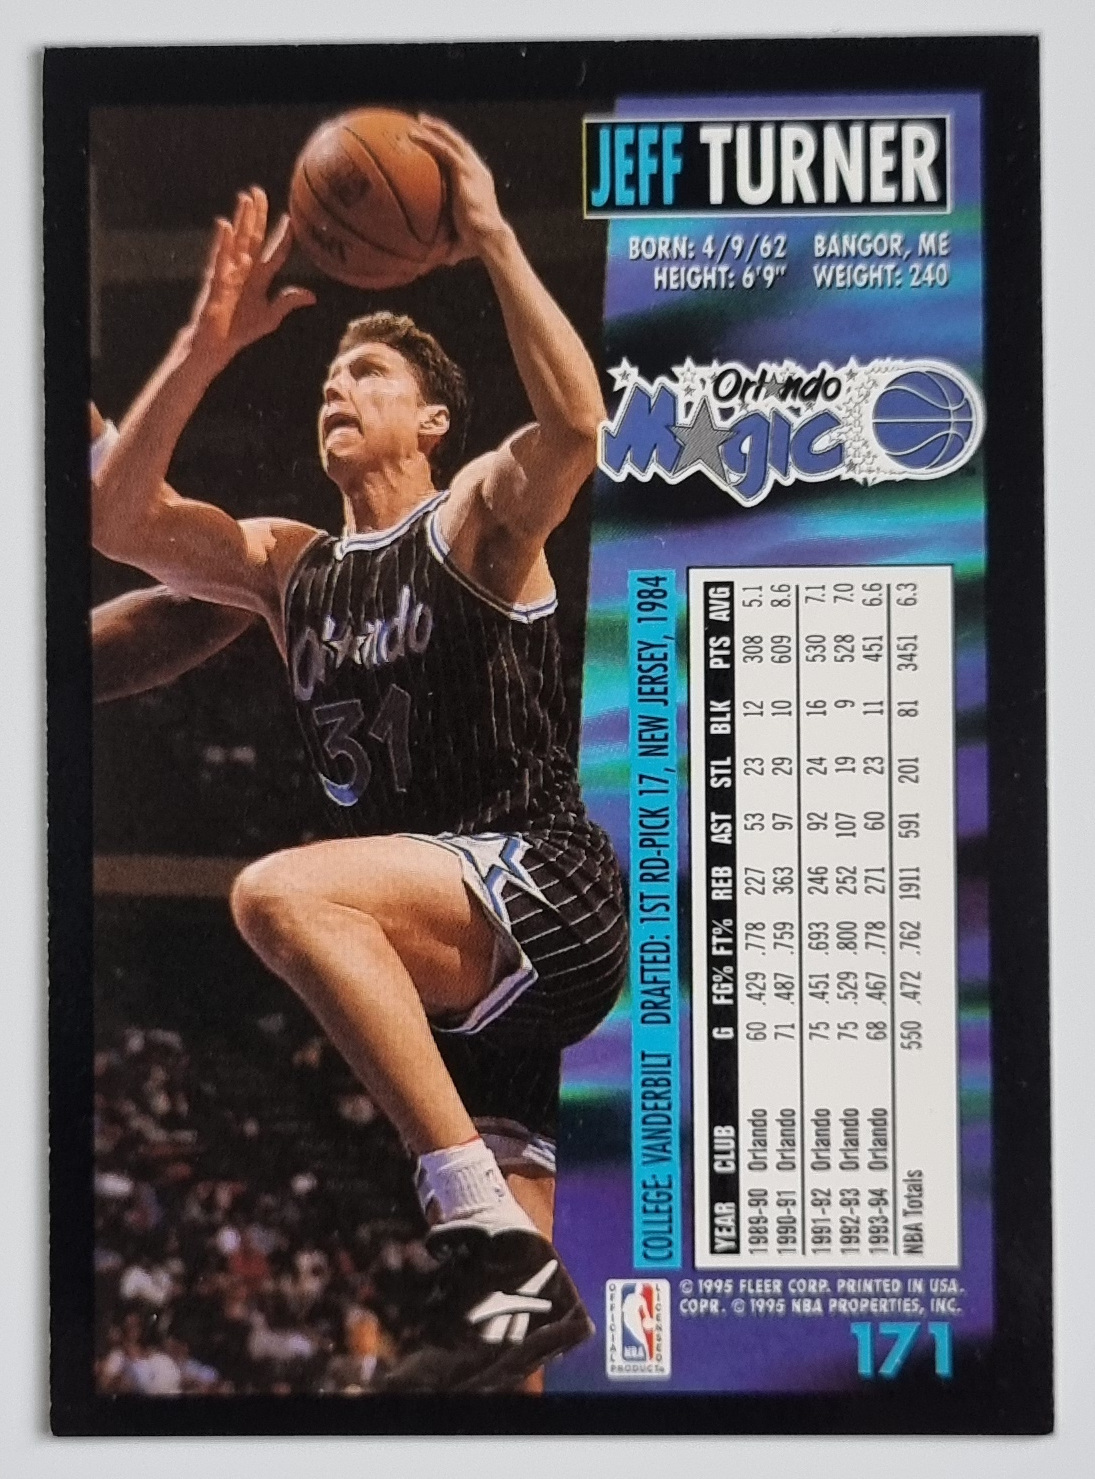 JEFF TURNER
BORN: 4/9/62 BANGOR, ME
HEIGHT: 6'9" WEIGHT: 240
Orlando
Magic
Orlando
31
COLLEGE: VANDERBILT DRAFTED: 1ST RD-PICK 17, NEW JERSEY, 1984
YEAR CLUB G FG% FT% REB AST STL BLK PTS AVG
1989-90 Orlando 60 .429 .778 227 53 23 12 308 5.1
1990-91 Orlando 71 .487 .759 363 97 29 10 609 8.6
1991-92 Orlando 75 .451 .693 246 92 24 16 530 7.1
1992-93 Orlando 75 .529 .800 252 107 19 9 528 7.0
1993-94 Orlando 68 .467 .778 271 60 23 11 451 6.6
NBA Totals 550 .472 .762 1911 591 201 81 3451 6.3
OFFICIAL LICENSED
NBA
PRODUCT
© 1995 FLEER CORP. PRINTED IN USA.
COPR. © 1995 NBA PROPERTIES, INC.
171